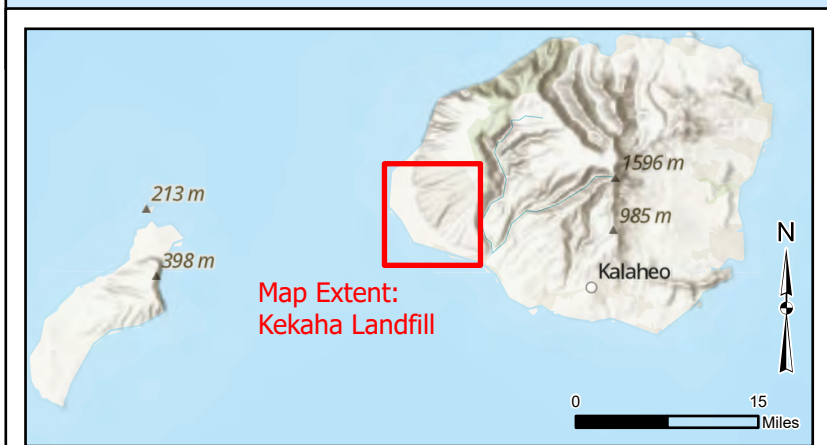 213 m
398 m
1596 m
985 m
Kalaheo
Map Extent:
Kekaha Landfill
N
0 15
Miles